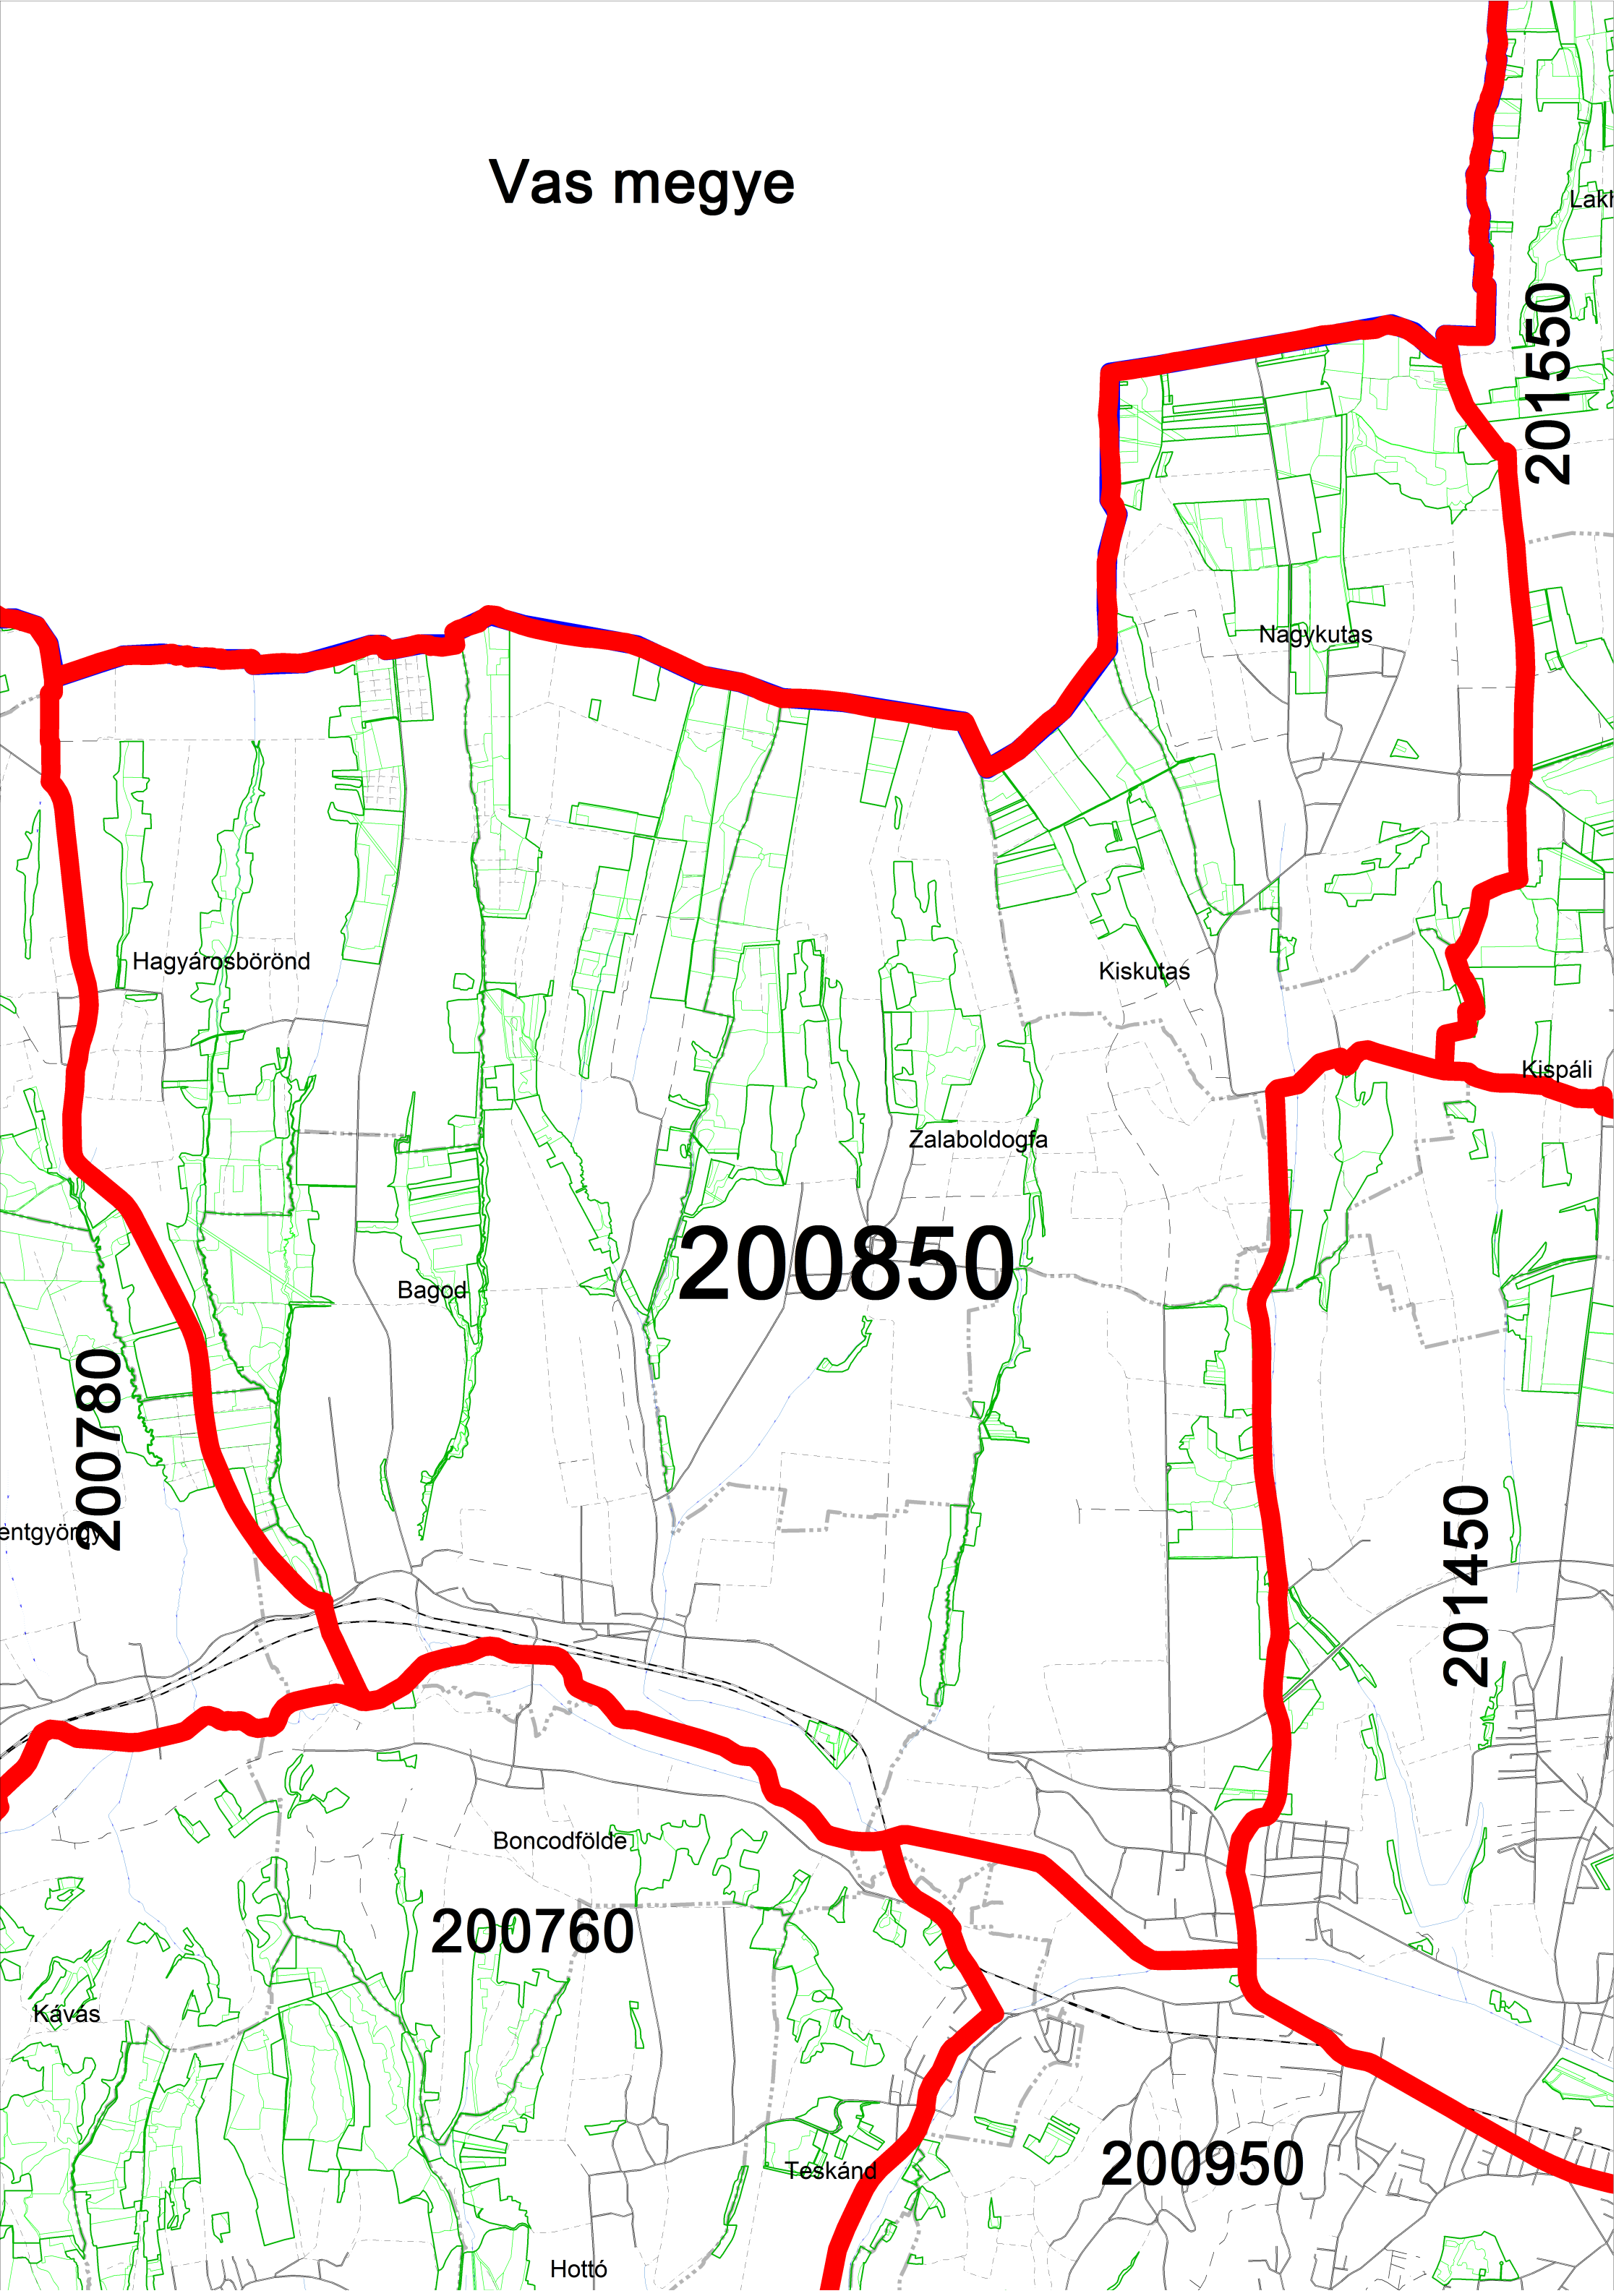 Vas megye
Lakh
201550
Nagykutas
Hagyárosbörönd
Kiskutas
Kispáli
Zalaboldogfa
200850
Bagod
200780
entgyörgy
201450
Boncodfölde
200760
Kávás
Teskánd
200950
Hottó